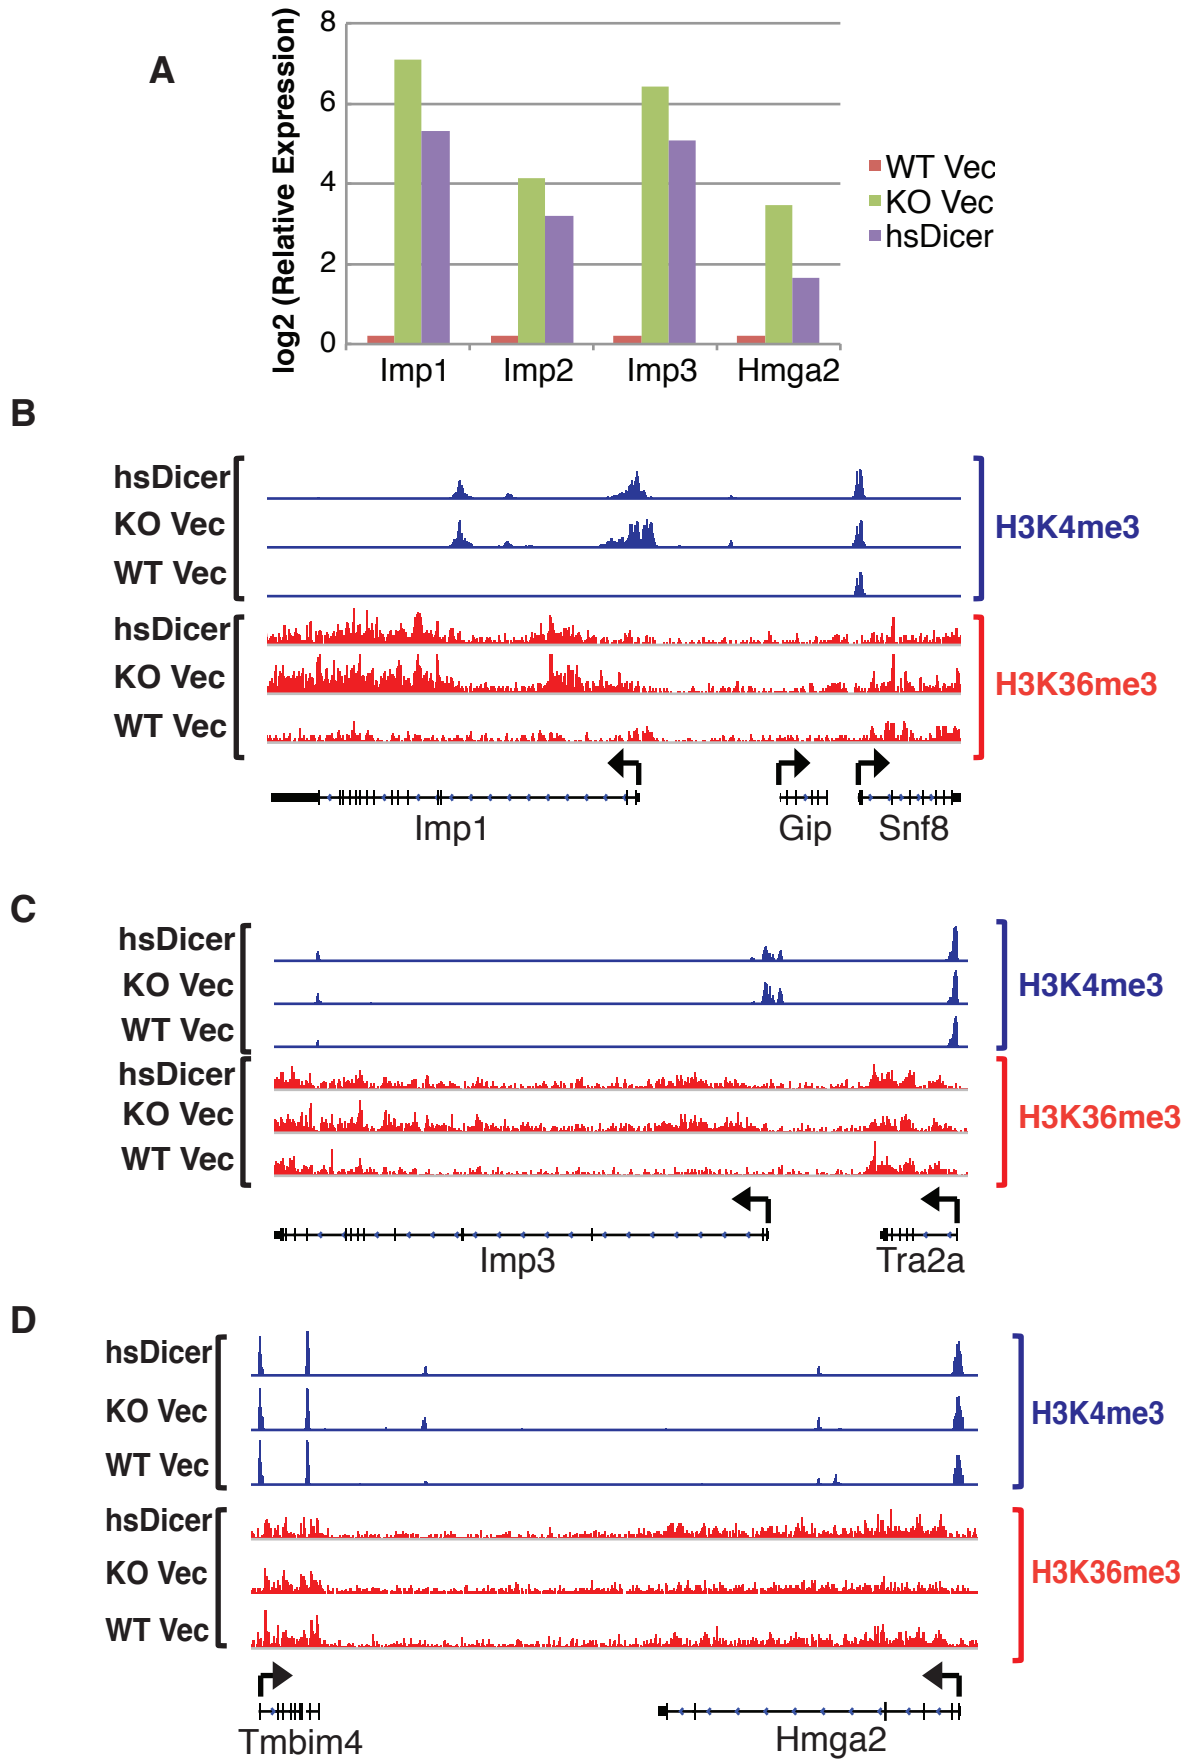 A
log2 (Relative Expression)
8
6
4
2
0
Imp1 Imp2 Imp3 Hmga2
WT Vec
KO Vec
hsDicer
B
hsDicer
KO Vec
WT Vec
H3K4me3
hsDicer
KO Vec
WT Vec
H3K36me3
Imp1 Gip Snf8
C
hsDicer
KO Vec
WT Vec
H3K4me3
hsDicer
KO Vec
WT Vec
H3K36me3
Imp3 Tra2a
D
hsDicer
KO Vec
WT Vec
H3K4me3
hsDicer
KO Vec
WT Vec
H3K36me3
Tmbim4 Hmga2